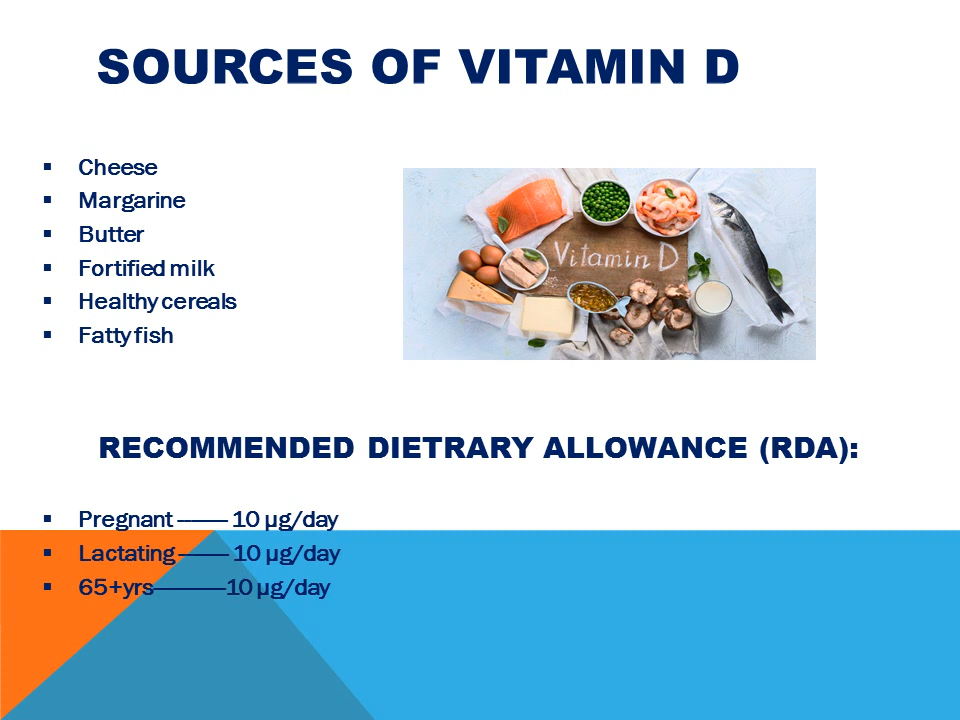 SOURCES OF VITAMIN D
▪ Cheese
▪ Margarine
▪ Butter
▪ Fortified milk
▪ Healthy cereals
▪ Fatty fish
Vitamin D
RECOMMENDED DIETRARY ALLOWANCE (RDA):
▪ Pregnant -------- 10 µg/day
▪ Lactating -------- 10 µg/day
▪ 65+yrs------------10 µg/day